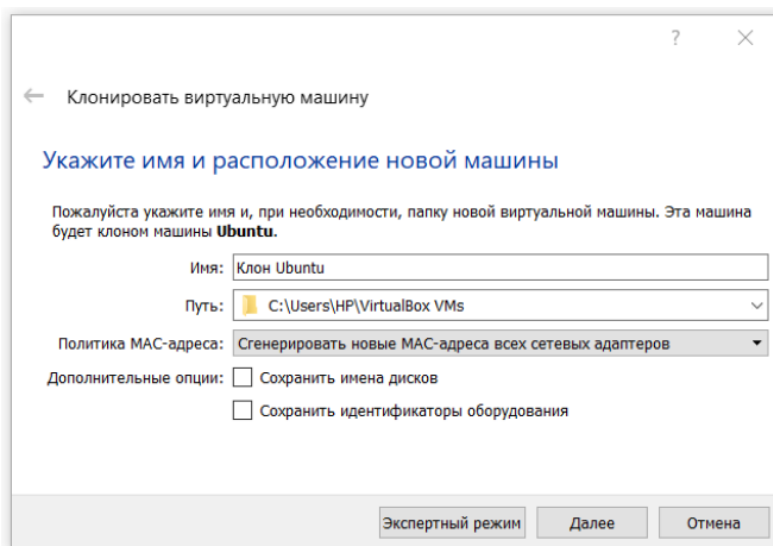 ?
Клонировать виртуальную машину
Укажите имя и расположение новой машины
Пожалуйста укажите имя и, при необходимости, папку новой виртуальной машины. Эта машина
будет клоном машины Ubuntu.
Имя: Клон Ubuntu
Путь: C:\Users\HP\VirtualBox VMs
Политика MAC-адреса: Сгенерировать новые MAC-адреса всех сетевых адаптеров
Дополнительные опции: Сохранить имена дисков
Сохранить идентификаторы оборудования
Экспертный режим Далее Отмена